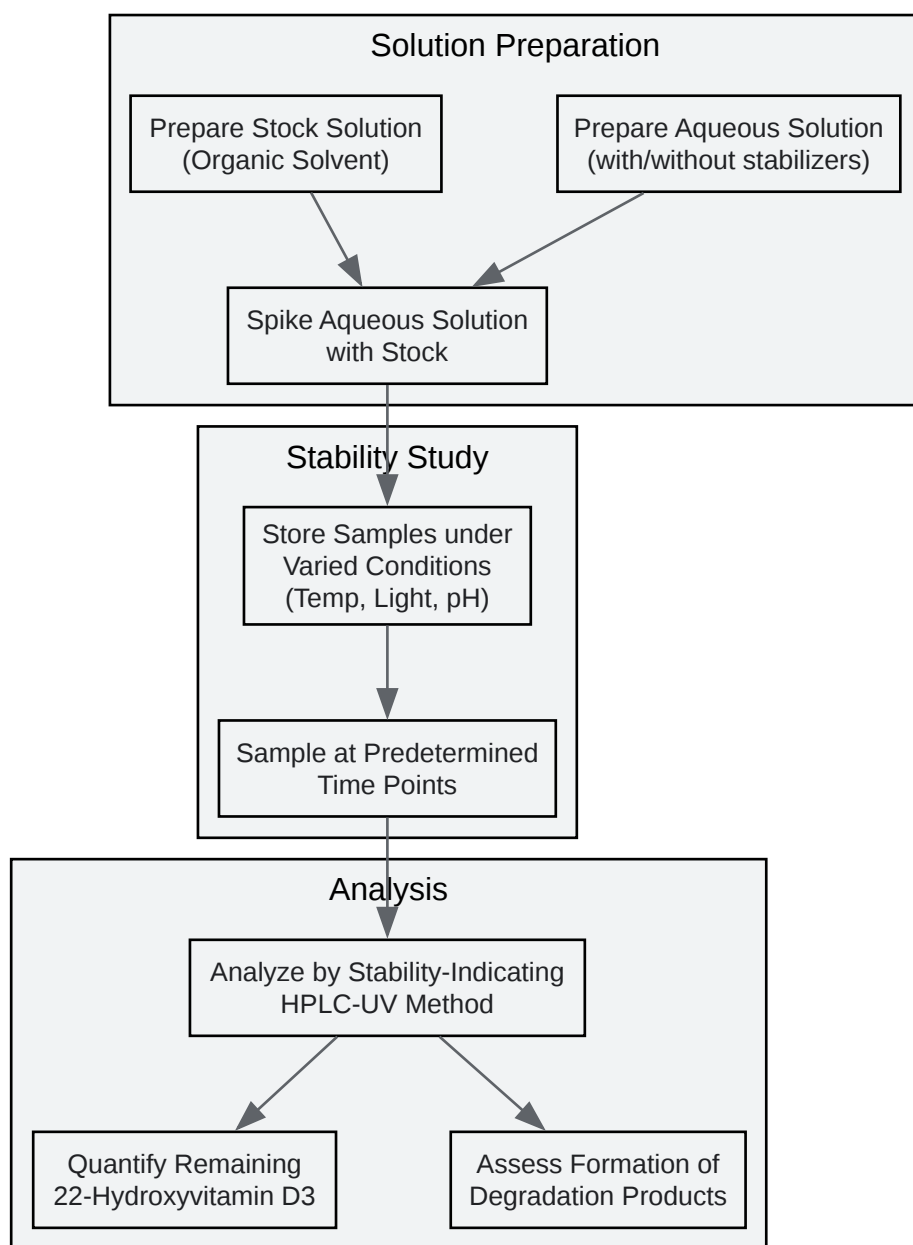 Solution Preparation
Prepare Stock Solution
(Organic Solvent)
Prepare Aqueous Solution
(with/without stabilizers)
Spike Aqueous Solution
with Stock
Stability Study
Store Samples under
Varied Conditions
(Temp, Light, pH)
Sample at Predetermined
Time Points
Analysis
Analyze by Stability-Indicating
HPLC-UV Method
Quantify Remaining
22-Hydroxyvitamin D3
Assess Formation of
Degradation Products